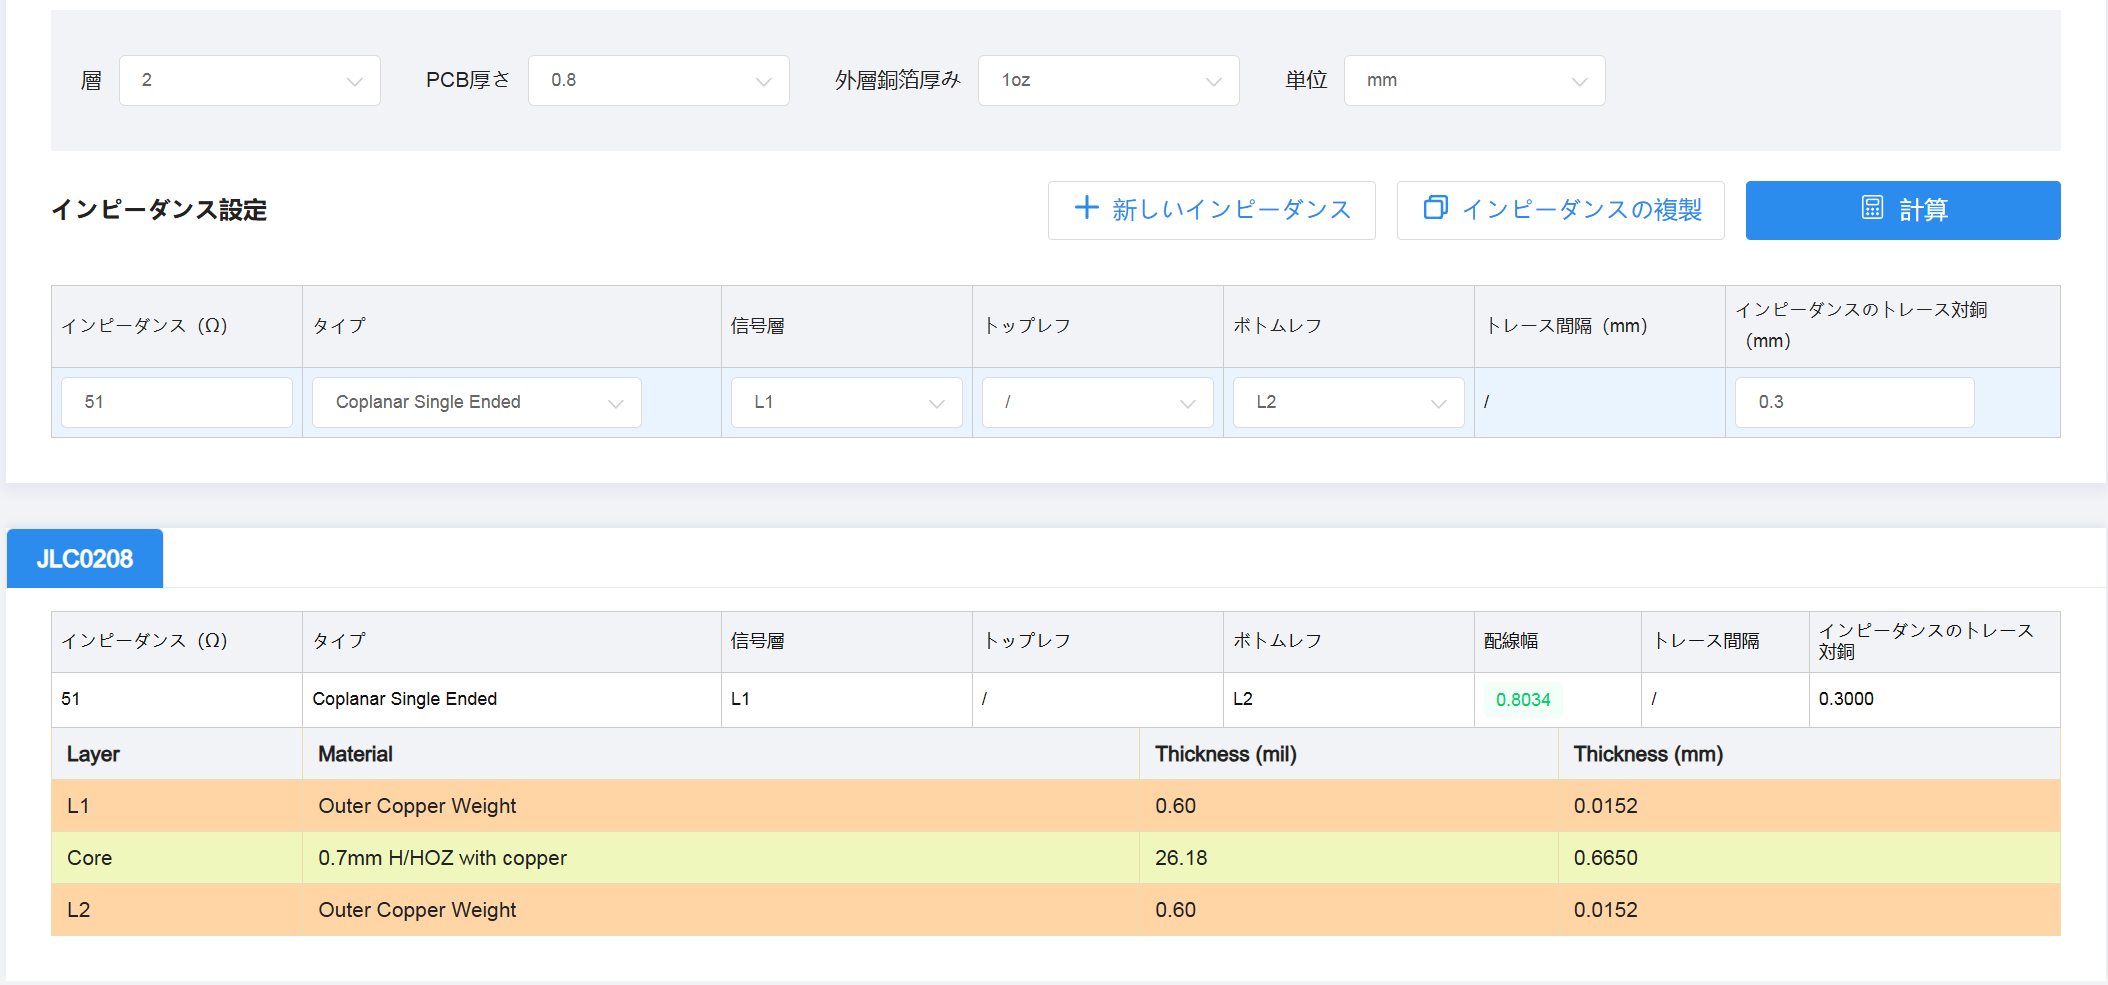 層 2 PCB厚さ 0.8 外層銅箔厚み 1oz 単位 mm
インピーダンス設定 新しいインピーダンス インピーダンスの複製 計算
インピーダンス（Ω） タイプ 信号層 トップレフ ボトムレフ トレース間隔（mm） インピーダンスのトレース対銅
（mm）
51 Coplanar Single Ended L1 / L2 / 0.3
JLC0208
インピーダンス（Ω） タイプ 信号層 トップレフ ボトムレフ 配線幅 トレース間隔 インピーダンスのトレース
対銅
51 Coplanar Single Ended L1 / L2 0.8034 / 0.3000
Layer Material Thickness (mil) Thickness (mm)
L1 Outer Copper Weight 0.60 0.0152
Core 0.7mm H/HOZ with copper 26.18 0.6650
L2 Outer Copper Weight 0.60 0.0152